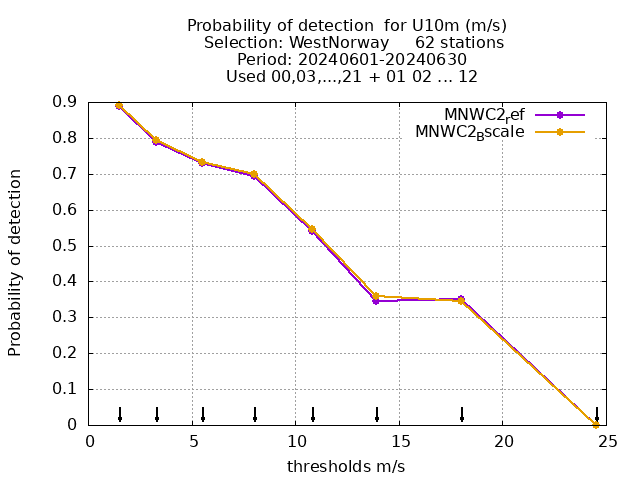 Probability of detection  for U10m (m/s)
Selection: WestNorway     62 stations
Period: 20240601-20240630
Used 00,03,...,21 + 01 02 ... 12
MNWC2ref
MNWC2Bscale
Probability of detection
0.9
0.8
0.7
0.6
0.5
0.4
0.3
0.2
0.1
0
0 5 10 15 20 25
thresholds m/s